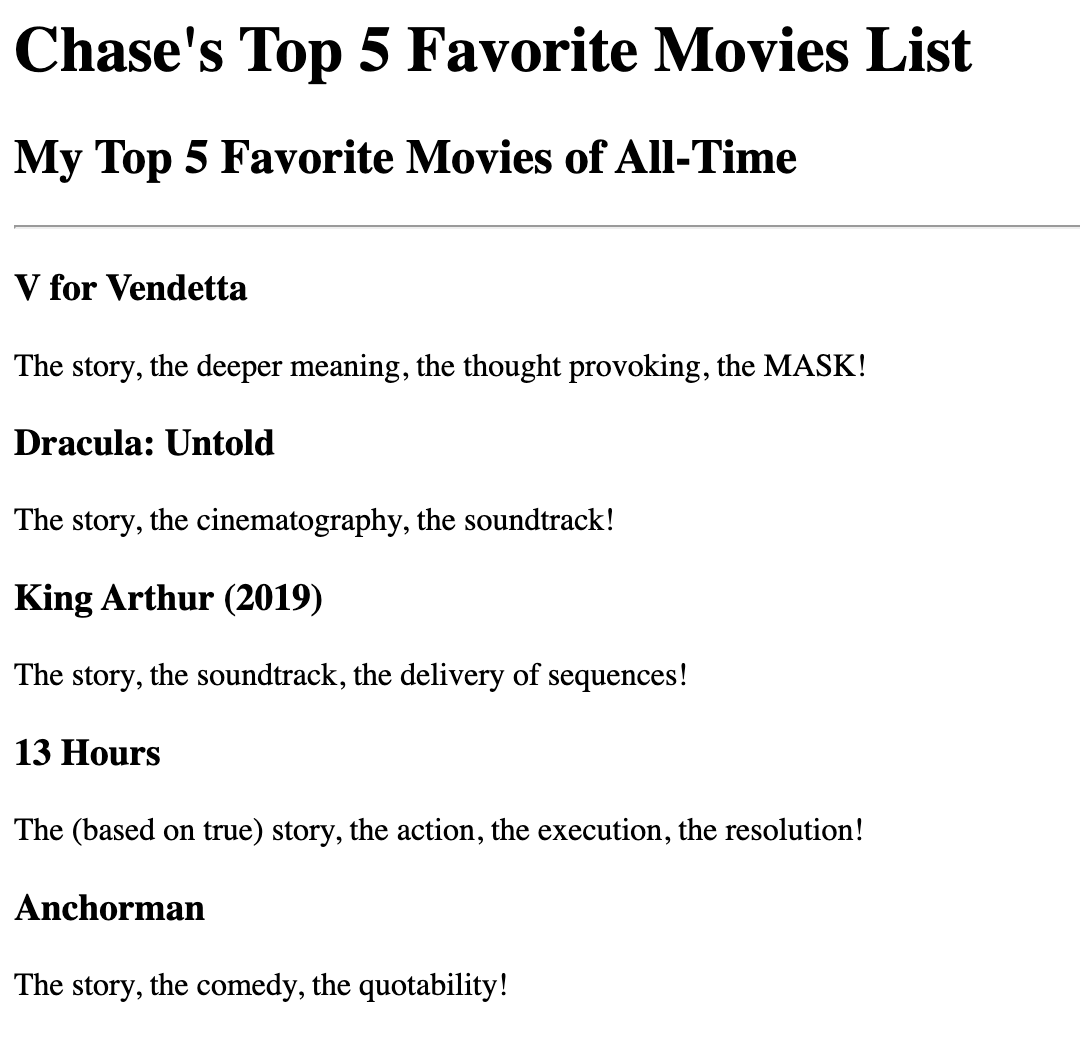 Chase's Top 5 Favorite Movies List
My Top 5 Favorite Movies of All-Time
V for Vendetta
The story, the deeper meaning, the thought provoking, the MASK!
Dracula: Untold
The story, the cinematography, the soundtrack!
King Arthur (2019)
The story, the soundtrack, the delivery of sequences!
13 Hours
The (based on true) story, the action, the execution, the resolution!
Anchorman
The story, the comedy, the quotability!